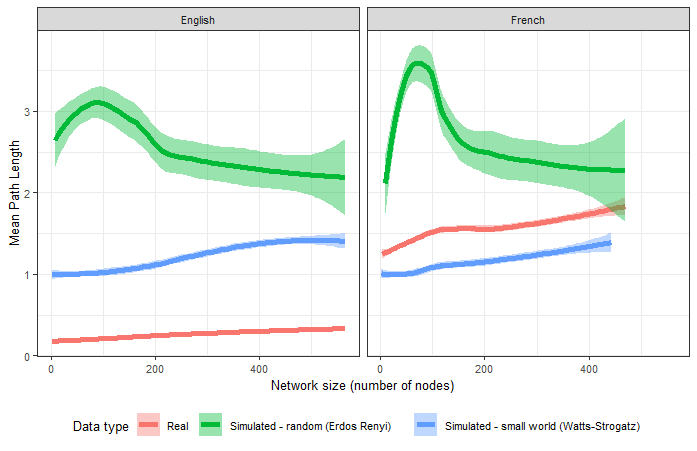 English
French
Mean Path Length
3
2
1
0
0
200
400
0
200
400
Network size (number of nodes)
Data type
Real
Simulated - random (Erdos Renyi)
Simulated - small world (Watts-Strogatz)